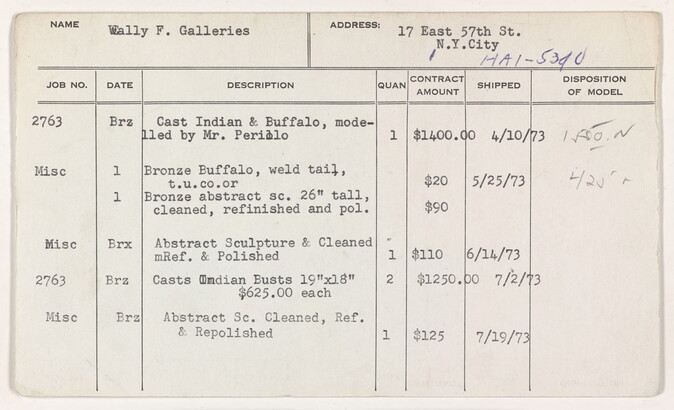 NAME Wally F. Galleries ADDRESS: 17 East 57th St.
N.Y.City
HA1-5340
JOB NO. DATE DESCRIPTION QUAN CONTRACT AMOUNT SHIPPED DISPOSITION OF MODEL
2763 Brz Cast Indian & Buffalo, mode-
lled by Mr. Perillo 1 $1400.00 4/10/73
Misc 1 Bronze Buffalo, weld tail,
t.u.co.or $20 5/25/73
1 Bronze abstract sc. 26" tall,
cleaned, refinished and pol. $90
Misc Brx Abstract Sculpture & Cleaned
mRef. & Polished 1 $110 6/14/73
2763 Brz Casts Indian Busts 19"x18" 2 $1250.00 7/2/73
$625.00 each
Misc Brz Abstract Sc. Cleaned, Ref.
& Repolished 1 $125 7/19/73